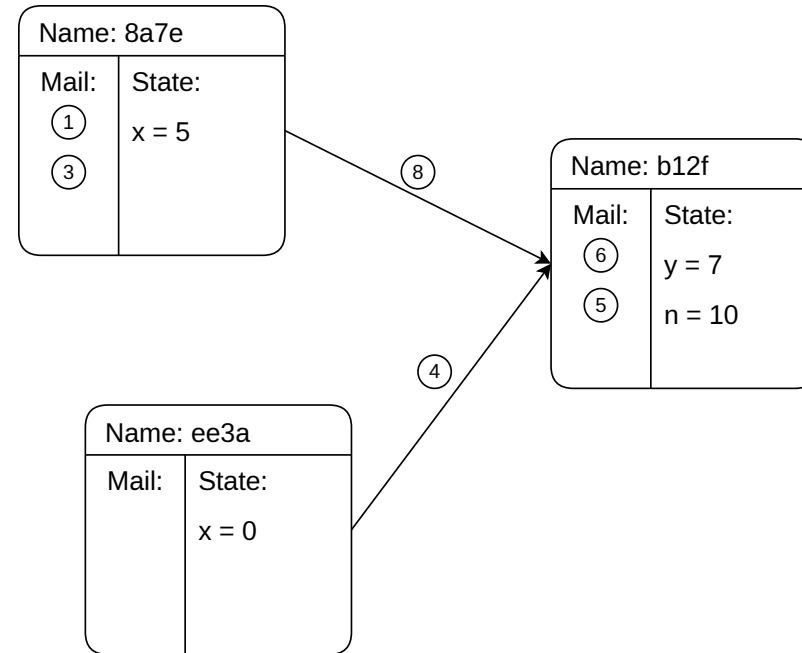 Name: 8a7e
Mail:
State:
1
x = 5
3
8
Name: b12f
Mail:
State:
6
y = 7
5
n = 10
4
Name: ee3a
Mail:
State:
x = 0